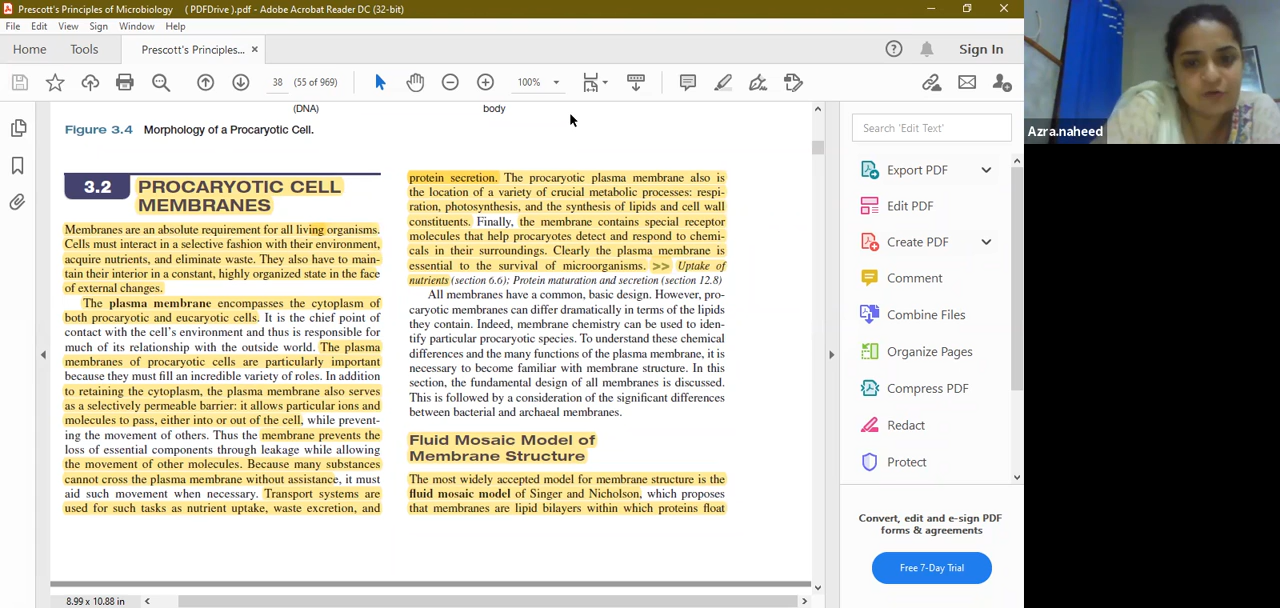 Prescott's Principles of Microbiology ( PDFDrive ).pdf - Adobe Acrobat Reader DC (32-bit)
File Edit View Sign Window Help
Home Tools Prescott's Principles... × Sign In
38 (55 of 969) 100%
(DNA) body
Figure 3.4 Morphology of a Procaryotic Cell.
3.2 PROCARYOTIC CELL
MEMBRANES
Membranes are an absolute requirement for all living organisms.
Cells must interact in a selective fashion with their environment,
acquire nutrients, and eliminate waste. They also have to main-
tain their interior in a constant, highly organized state in the face
of external changes.
The plasma membrane encompasses the cytoplasm of
both procaryotic and eucaryotic cells. It is the chief point of
contact with the cell's environment and thus is responsible for
much of its relationship with the outside world. The plasma
membranes of procaryotic cells are particularly important
because they must fill an incredible variety of roles. In addition
to retaining the cytoplasm, the plasma membrane also serves
as a selectively permeable barrier: it allows particular ions and
molecules to pass, either into or out of the cell, while prevent-
ing the movement of others. Thus the membrane prevents the
loss of essential components through leakage while allowing
the movement of other molecules. Because many substances
cannot cross the plasma membrane without assistance, it must
aid such movement when necessary. Transport systems are
used for such tasks as nutrient uptake, waste excretion, and
protein secretion. The procaryotic plasma membrane also is
the location of a variety of crucial metabolic processes: respi-
ration, photosynthesis, and the synthesis of lipids and cell wall
constituents. Finally, the membrane contains special receptor
molecules that help procaryotes detect and respond to chemi-
cals in their surroundings. Clearly the plasma membrane is
essential to the survival of microorganisms. >> Uptake of
nutrients (section 6.6); Protein maturation and secretion (section 12.8)
All membranes have a common, basic design. However, pro-
caryotic membranes can differ dramatically in terms of the lipids
they contain. Indeed, membrane chemistry can be used to iden-
tify particular procaryotic species. To understand these chemical
differences and the many functions of the plasma membrane, it is
necessary to become familiar with membrane structure. In this
section, the fundamental design of all membranes is discussed.
This is followed by a consideration of the significant differences
between bacterial and archaeal membranes.
Fluid Mosaic Model of
Membrane Structure
The most widely accepted model for membrane structure is the
fluid mosaic model of Singer and Nicholson, which proposes
that membranes are lipid bilayers within which proteins float
8.99 x 10.88 in
Search 'Edit Text'
Export PDF
Edit PDF
Create PDF
Comment
Combine Files
Organize Pages
Compress PDF
Redact
Protect
Convert, edit and e-sign PDF
forms & agreements
Free 7-Day Trial
Azra.naheed